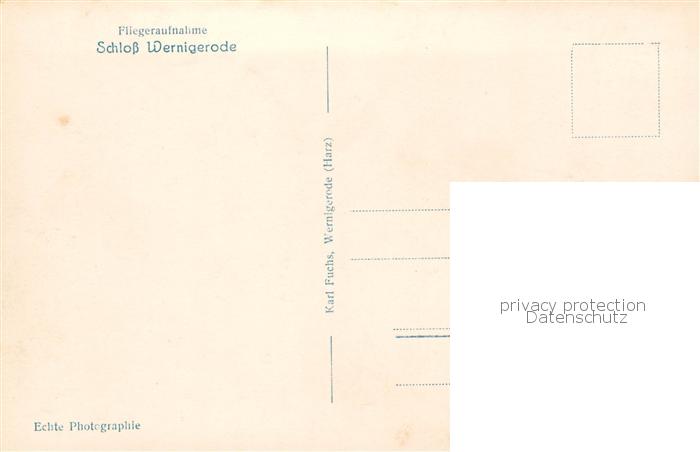 Fliegeraufnahme
Schloß Wernigerode
Karl Fuchs, Wernigerode (Harz)
privacy protection
Datenschutz
Echte Photographie